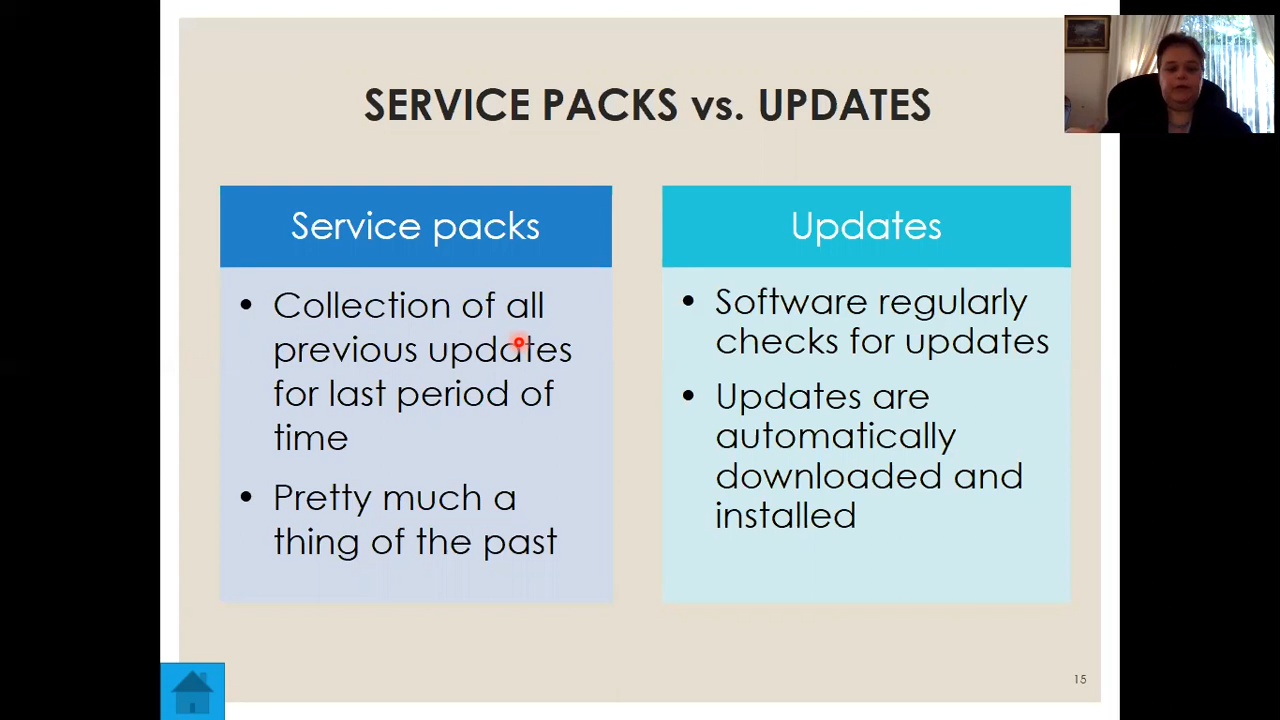 SERVICE PACKS vs. UPDATES
Service packs
• Collection of all
previous updates
for last period of
time
• Pretty much a
thing of the past
Updates
• Software regularly
checks for updates
• Updates are
automatically
downloaded and
installed
15